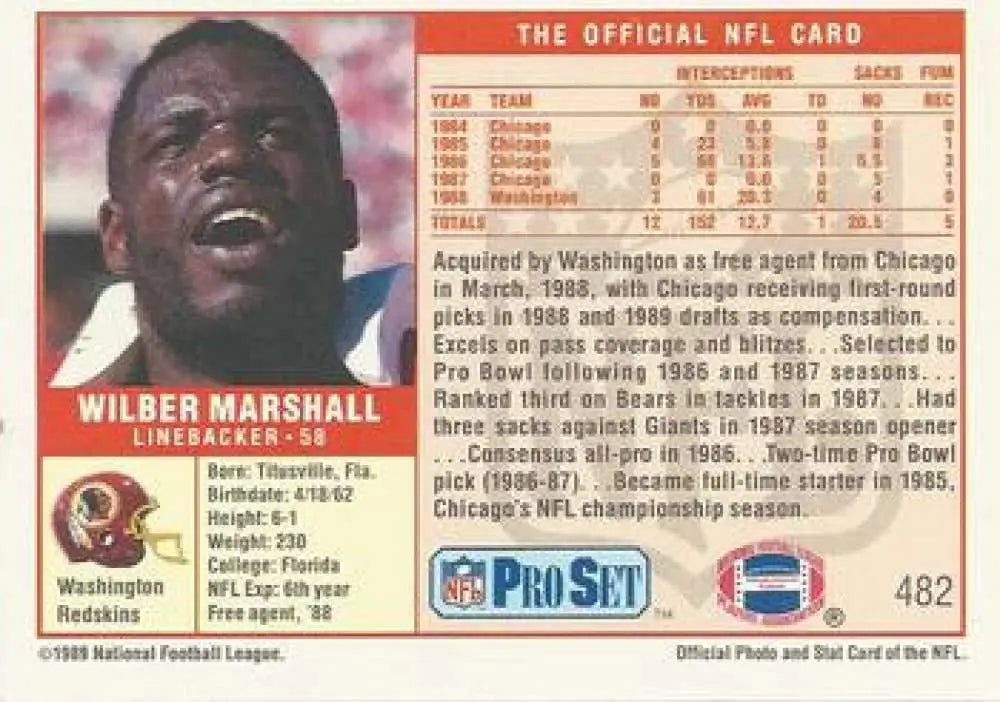 THE OFFICIAL NFL CARD
INTERCEPTIONS SACKS FUM
YEAR TEAM NO YDS AVG TD NO REC
1984 Chicago 0 0 0.0 0 0 0
1985 Chicago 4 23 5.8 0 6 1
1986 Chicago 5 68 13.6 1 5.5 3
1987 Chicago 0 0 0.0 0 5 1
1988 Washington 3 61 20.3 0 4 0
TOTALS 12 152 12.7 1 20.5 5
Acquired by Washington as free agent from Chicago
in March, 1988, with Chicago receiving first-round
picks in 1988 and 1989 drafts as compensation...
Excels on pass coverage and blitzes...Selected to
Pro Bowl following 1986 and 1987 seasons...
Ranked third on Bears in tackles in 1987...Had
three sacks against Giants in 1987 season opener
...Consensus all-pro in 1986...Two-time Pro Bowl
pick (1986-87)...Became full-time starter in 1985,
Chicago's NFL championship season.
WILBER MARSHALL
LINEBACKER · 58
Washington
Redskins
Born: Titusville, Fla.
Birthdate: 4/18/62
Height: 6-1
Weight: 230
College: Florida
NFL Exp: 6th year
Free agent, '88
NFL PRO SET ™
® 482
©1989 National Football League.
Official Photo and Stat Card of the NFL.